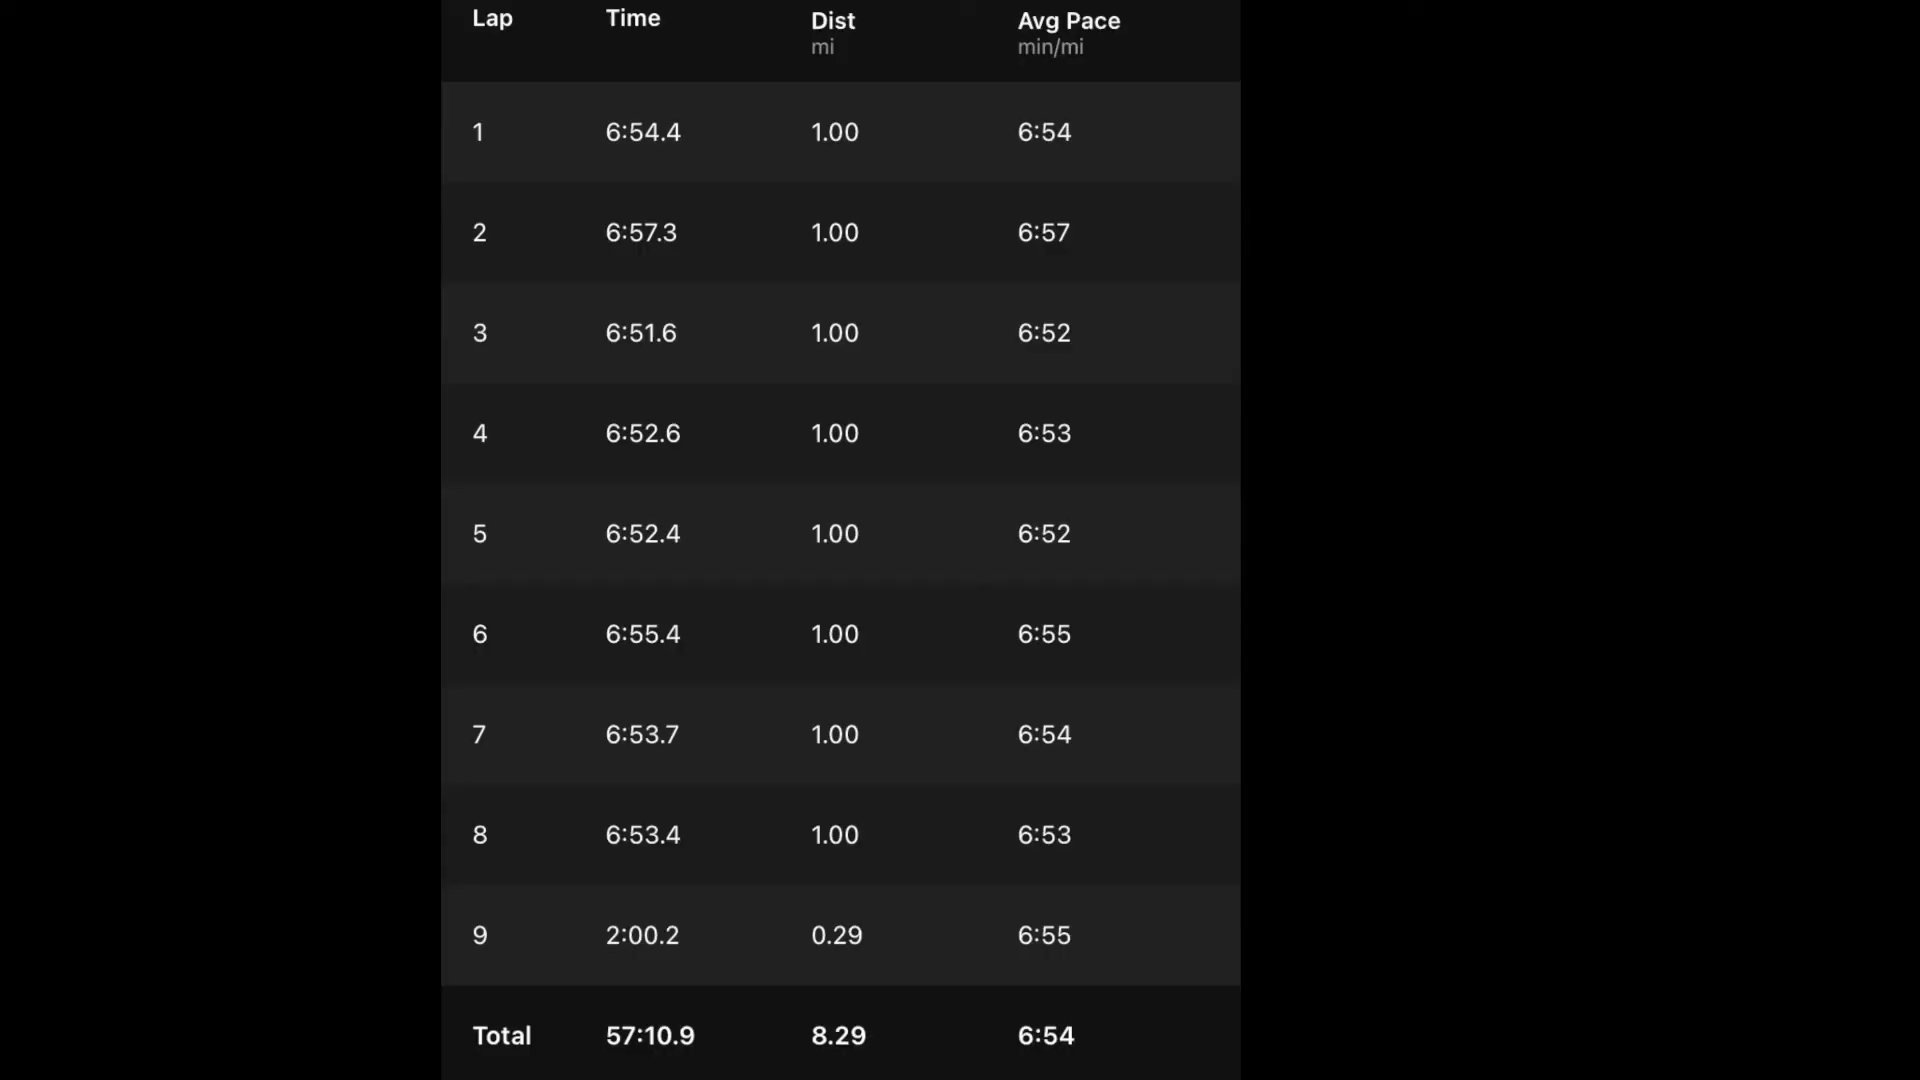 Lap Time Dist Avg Pace
mi min/mi
1 6:54.4 1.00 6:54
2 6:57.3 1.00 6:57
3 6:51.6 1.00 6:52
4 6:52.6 1.00 6:53
5 6:52.4 1.00 6:52
6 6:55.4 1.00 6:55
7 6:53.7 1.00 6:54
8 6:53.4 1.00 6:53
9 2:00.2 0.29 6:55
Total 57:10.9 8.29 6:54